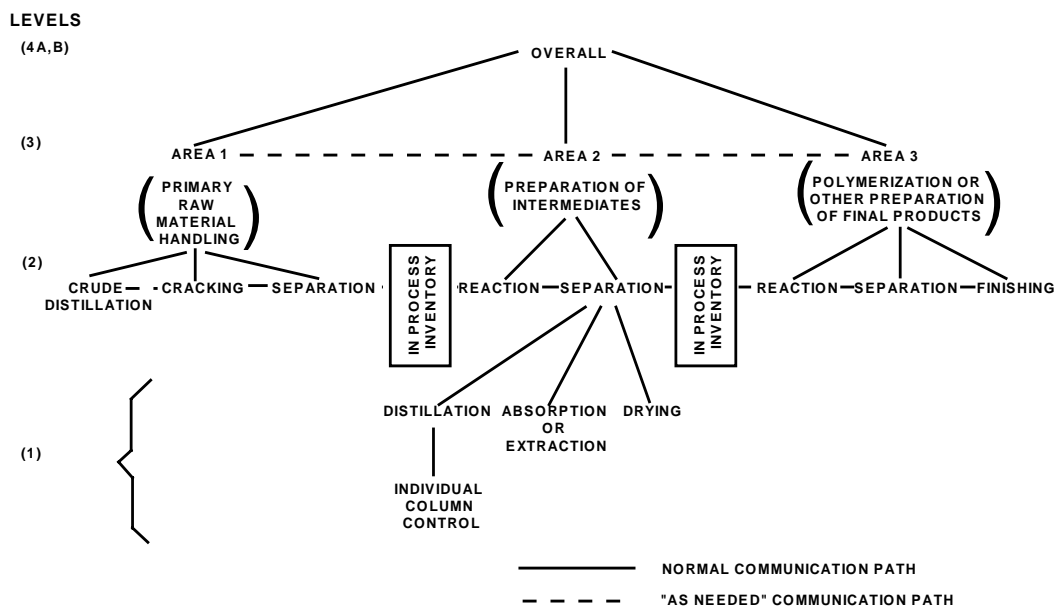 LEVELS
(4A,B)
OVERALL
(3)
AREA 1
AREA 2
AREA 3
(PRIMARY
RAW
MATERIAL
HANDLING)
(PREPARATION OF
INTERMEDIATES)
(POLYMERIZATION OR
OTHER PREPARATION
OF FINAL PRODUCTS)
(2)
CRUDE
DISTILLATION
CRACKING
SEPARATION
IN PROCESS
INVENTORY
REACTION
SEPARATION
IN PROCESS
INVENTORY
REACTION
SEPARATION
FINISHING
(1)
DISTILLATION
ABSORPTION
OR
EXTRACTION
DRYING
INDIVIDUAL
COLUMN
CONTROL
NORMAL COMMUNICATION PATH
"AS NEEDED" COMMUNICATION PATH